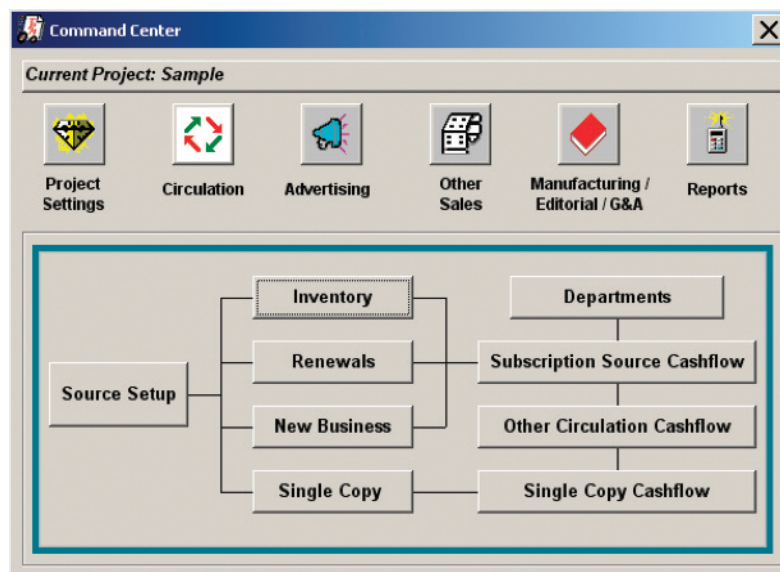 Command Center
Current Project: Sample
Project
Settings
Circulation
Advertising
Other
Sales
Manufacturing /
Editorial / G&A
Reports
Source Setup
Inventory
Renewals
New Business
Single Copy
Departments
Subscription Source Cashflow
Other Circulation Cashflow
Single Copy Cashflow